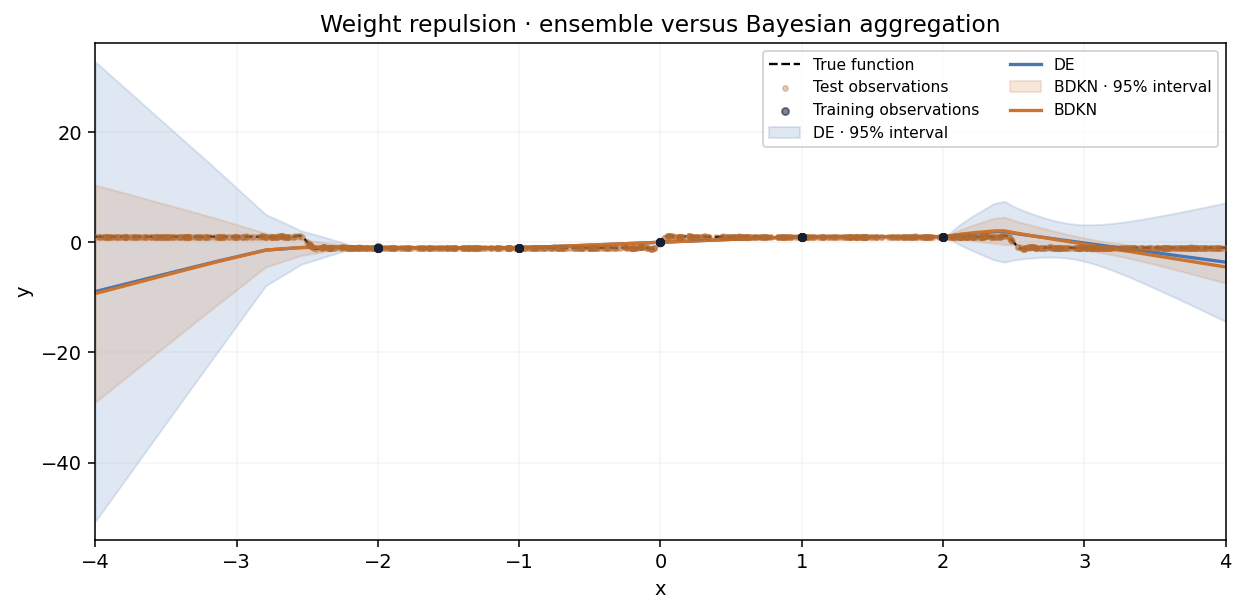 Weight repulsion · ensemble versus Bayesian aggregation
True function
Test observations
Training observations
DE · 95% interval
DE
BDKN · 95% interval
BDKN
y
20
0
−20
−40
−4
−3
−2
−1
0
1
2
3
4
x